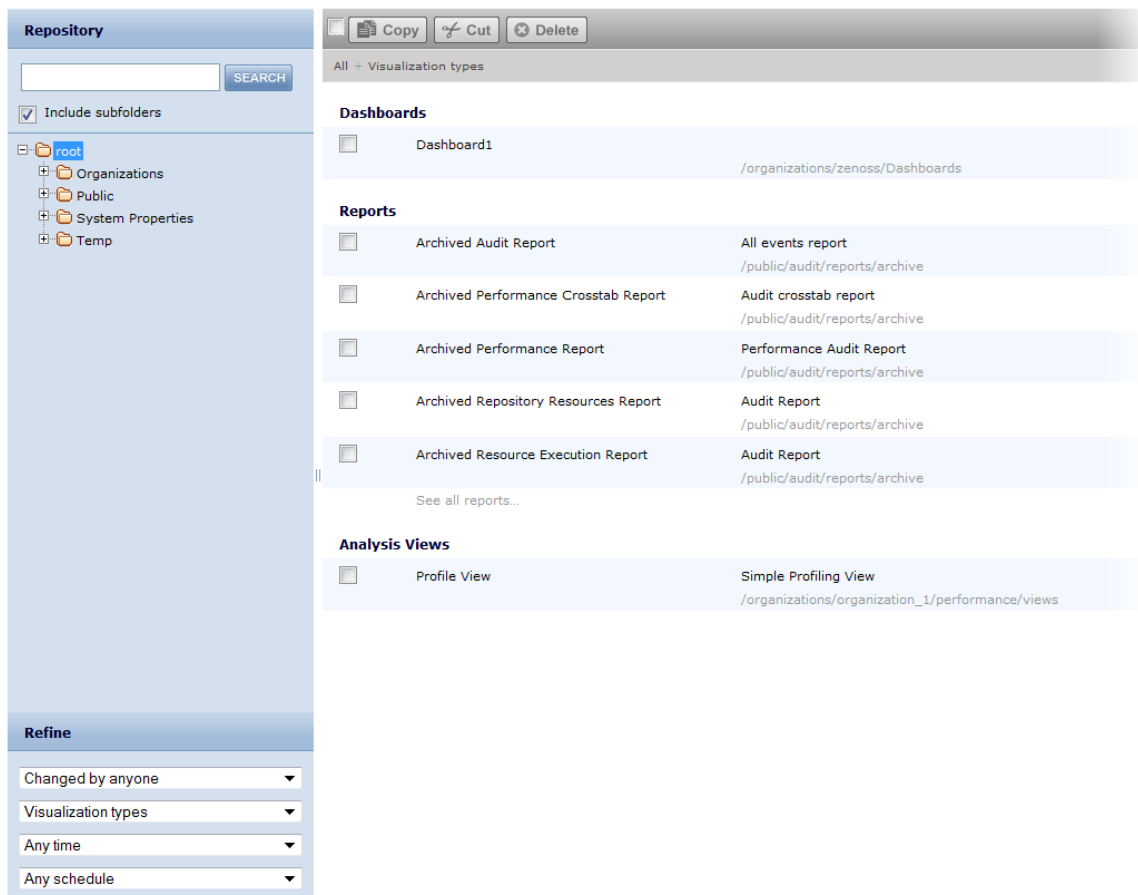 Repository
SEARCH
Include subfolders
root
Organizations
Public
System Properties
Temp
Refine
Changed by anyone
Visualization types
Any time
Any schedule
Copy Cut Delete
All + Visualization types
Dashboards
Dashboard1
/organizations/zenoss/Dashboards
Reports
Archived Audit Report All events report
/public/audit/reports/archive
Archived Performance Crosstab Report Audit crosstab report
/public/audit/reports/archive
Archived Performance Report Performance Audit Report
/public/audit/reports/archive
Archived Repository Resources Report Audit Report
/public/audit/reports/archive
Archived Resource Execution Report Audit Report
/public/audit/reports/archive
See all reports...
Analysis Views
Profile View Simple Profiling View
/organizations/organization_1/performance/views